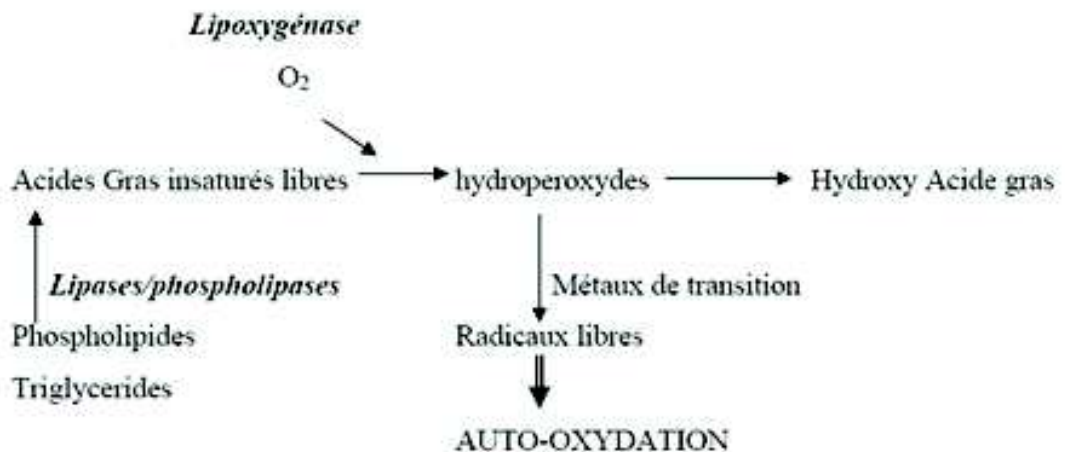 Lipoxygénase
O₂
Acides Gras insaturés libres hydroperoxydes Hydroxy Acide gras
Lipases/phospholipases Métaux de transition
Phospholipides Radicaux libres
Triglycerides
AUTO-OXYDATION